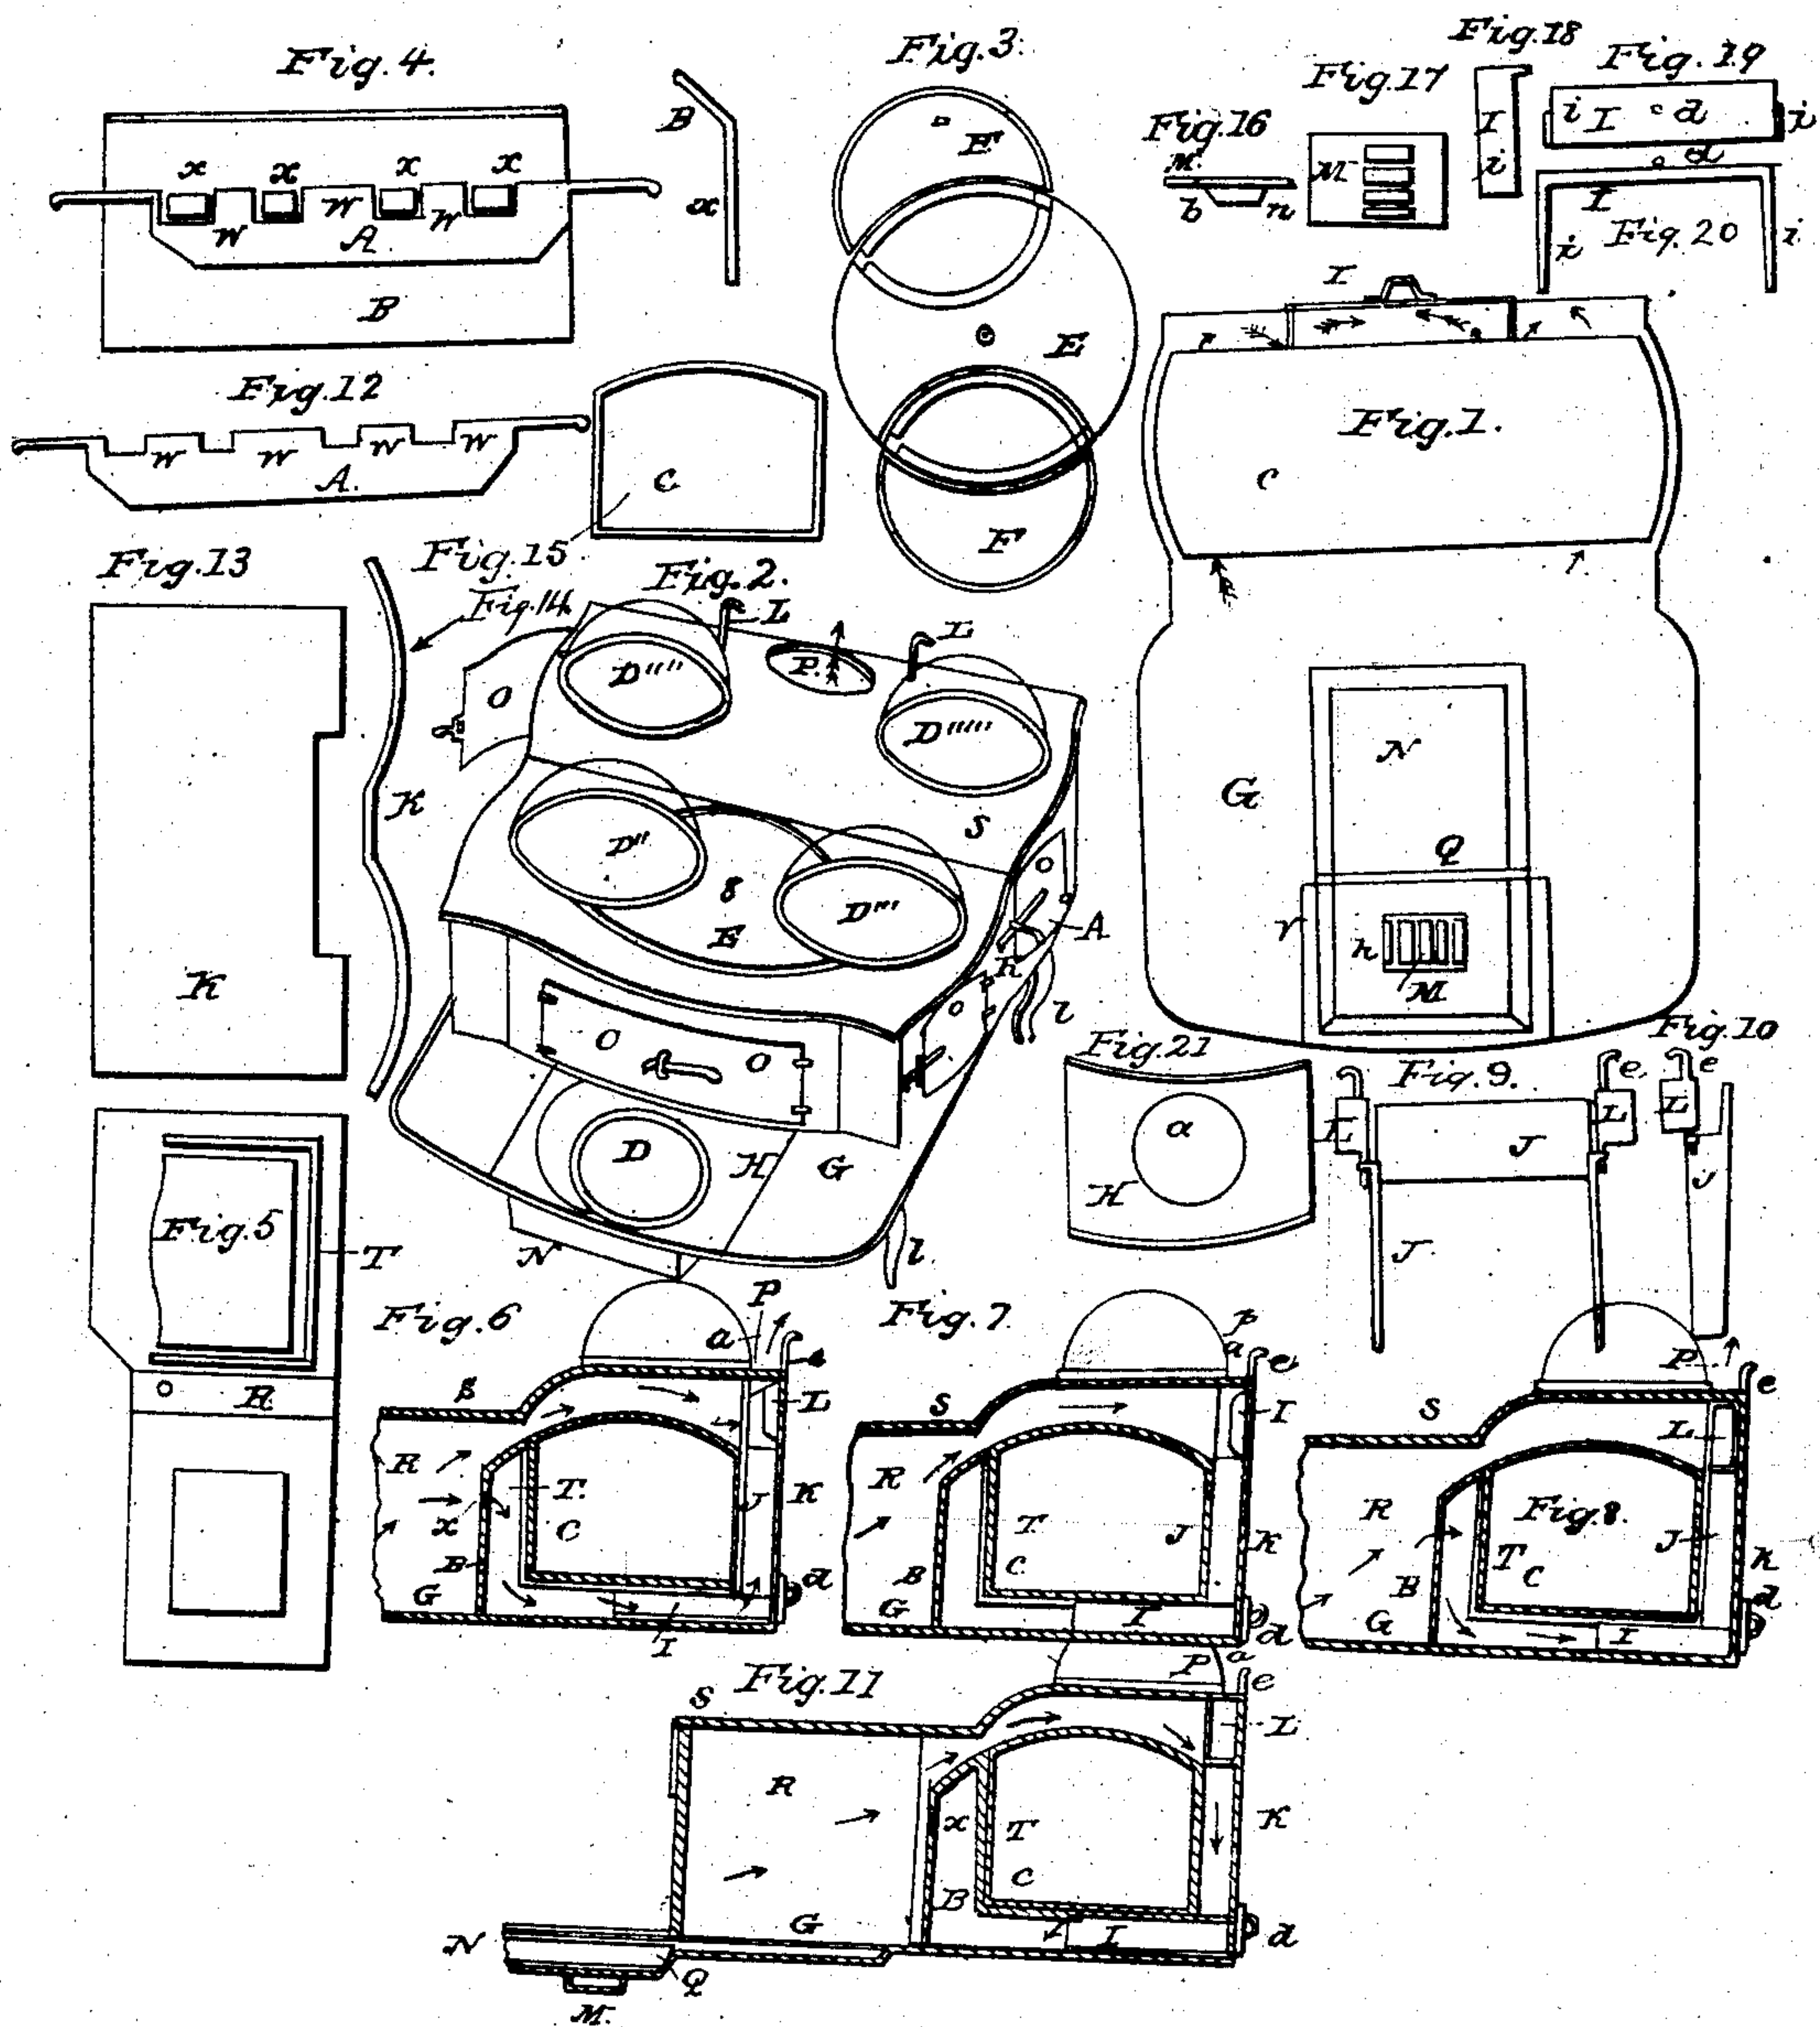 Fig. 4.
Fig. 3.
Fig. 18
Fig. 19
Fig. 17
Fig. 16
B
x x x x
W W W
A
B
x
E
E
F
M
b n
M
I
i
i I d i
d
I
i Fig. 20 i
I
Fig. 12
W W W W
A.
C
Fig. 1.
C
Fig. 13
Fig. 15
Fig. 14
Fig. 2.
L
L
D''''
P.
D'''''
O
g
K
K
S
D''
8
D'''
E
O
A
R
O
l
O O
D
H
G
N
l
N
G
Q
r
h
M
Fig. 10
Fig. 21
Fig. 9.
a
H
e
e
L
L
L
J
J
J
Fig. 5
T
R
Fig. 6
P
a
e
S
L
R
T.
J
K
x
C
B
G
d
I
Fig. 7
p
a
e
S
I
R
T
J
K
C
B
G
I
d
P
e
S
L
R
Fig. 8.
J
T
C
K
B
d
G
I
Fig. 11
S
P
a
e
L
R
K
x
T
C
B
G
I
d
N
Q
M.